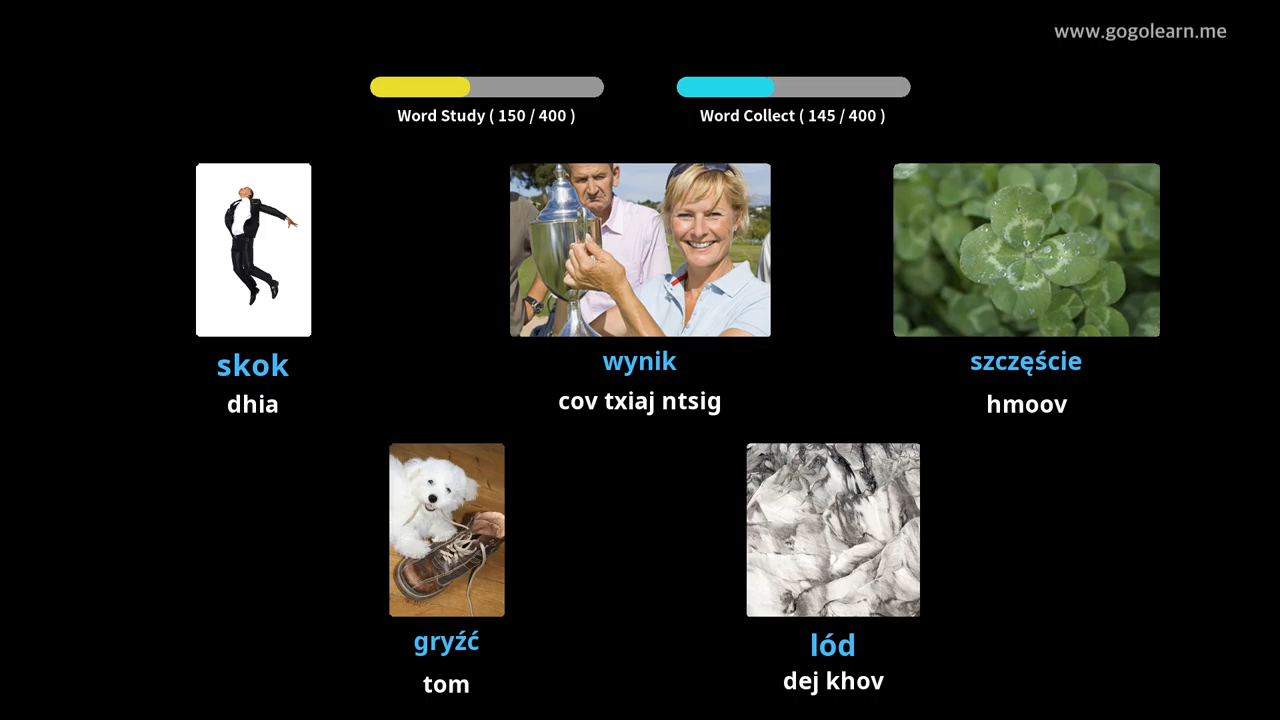 www.gogolearn.me
Word Study ( 150 / 400 )
Word Collect ( 145 / 400 )
skok
dhia
wynik
cov txiaj ntsig
szczęście
hmoov
gryźć
tom
lód
dej khov